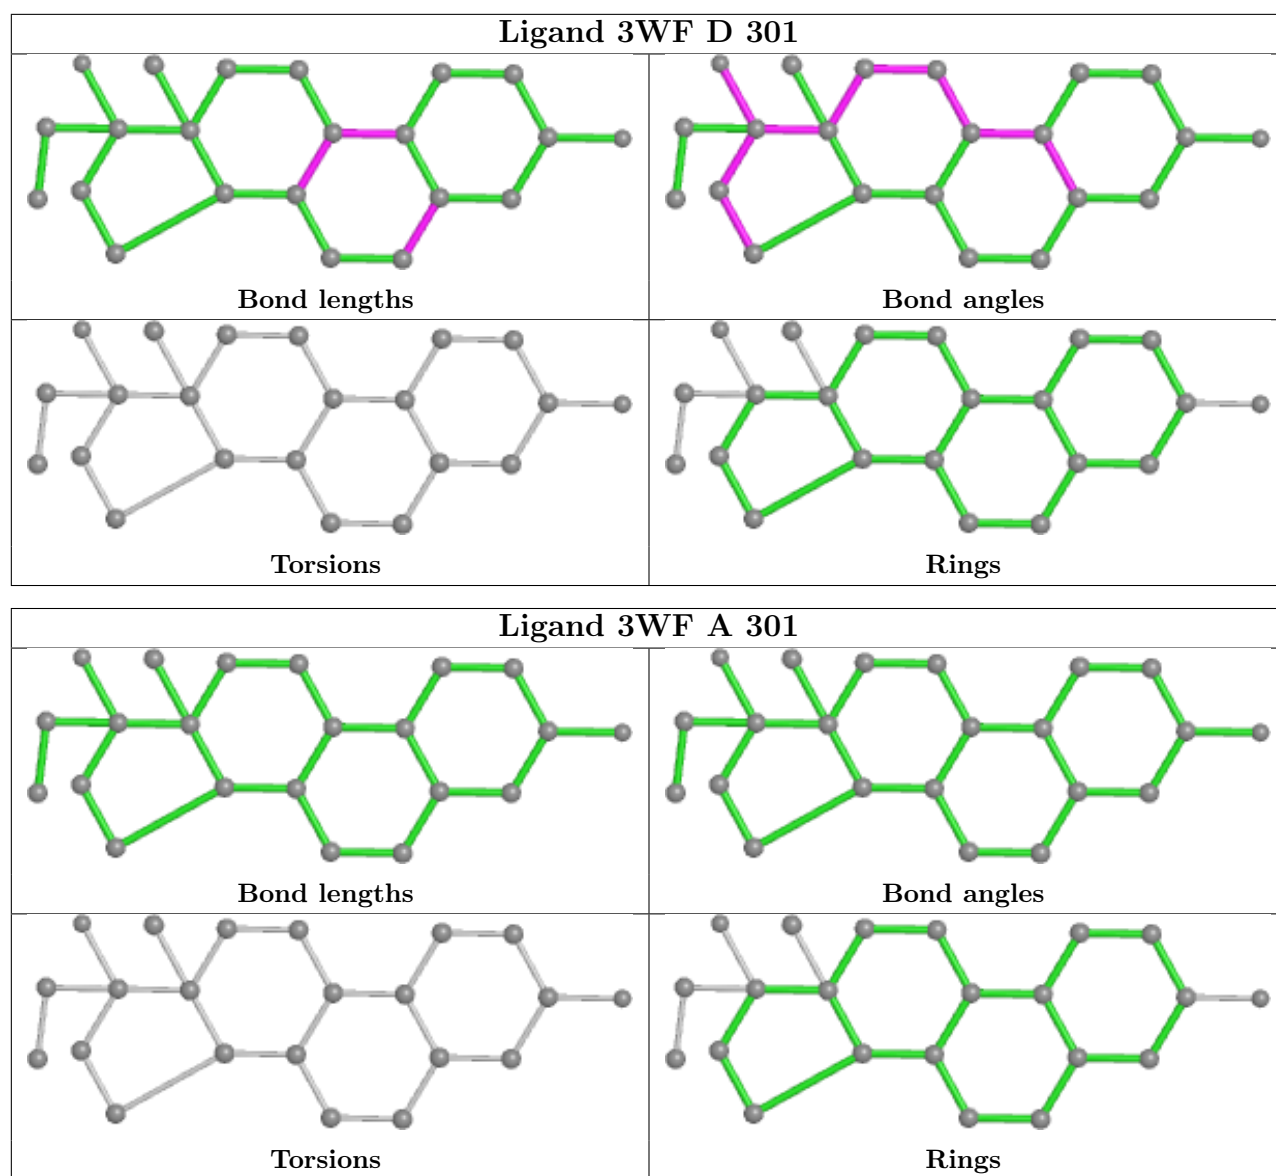 Ligand 3WF D 301
Bond lengths
Bond angles
Torsions
Rings
Ligand 3WF A 301
Bond lengths
Bond angles
Torsions
Rings